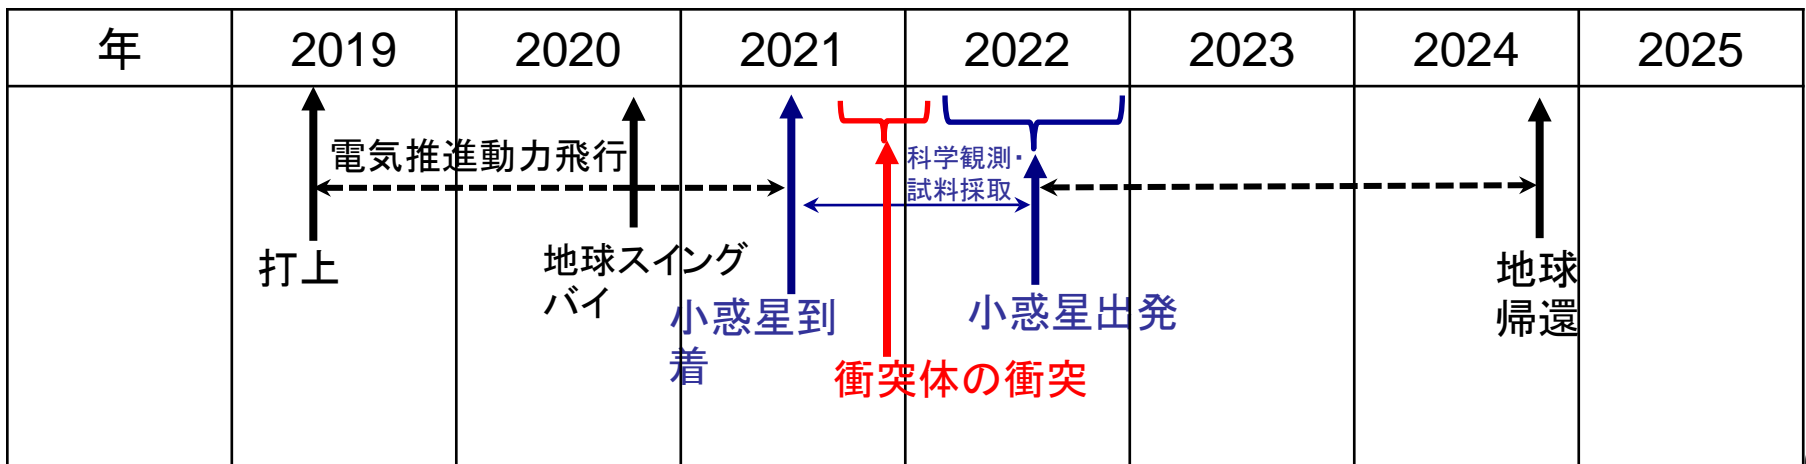 年 2019 2020 2021 2022 2023 2024 2025
電気推進動力飛行
科学観測・
試料採取
打上
地球スイング
バイ
小惑星到
着
衝突体の衝突
小惑星出発
地球
帰還